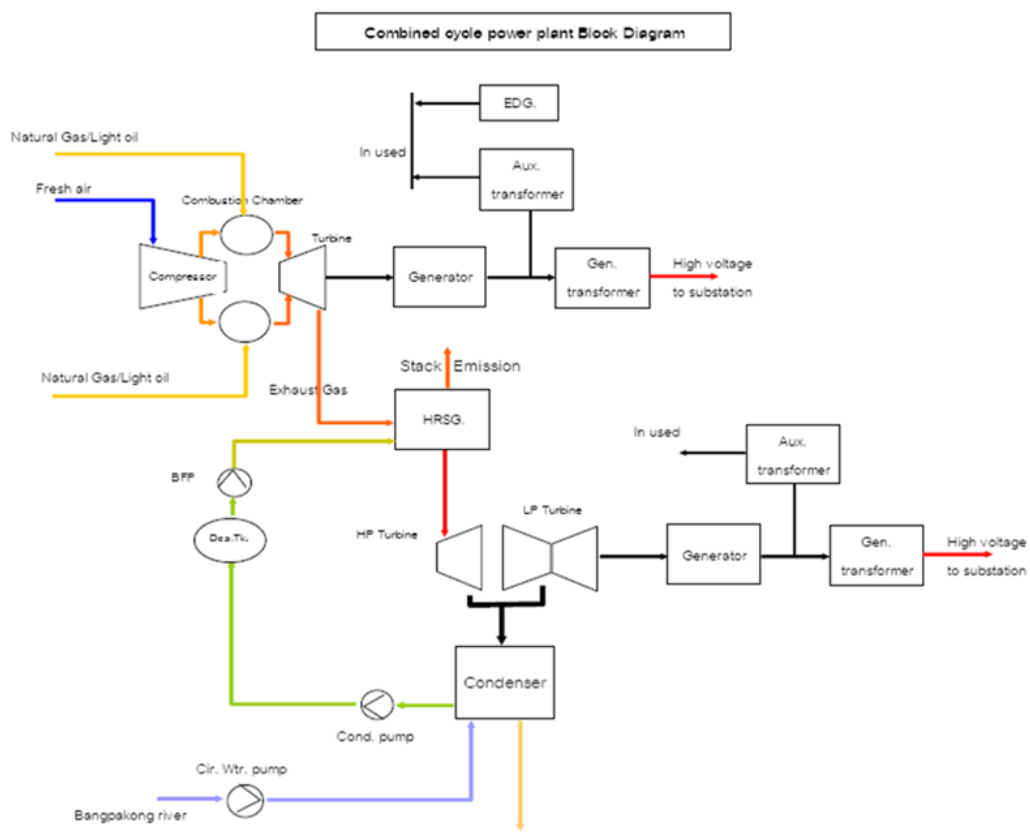 Combined cycle power plant Block Diagram
EDG.
Natural Gas/Light oil
In used
Aux.
transformer
Fresh air
Combustion Chamber
Turbine
Compressor
Generator
Gen.
transformer
High voltage
to substation
Stack Emission
Natural Gas/Light oil
Exhaust Gas
HRSG.
In used
Aux.
transformer
BFP
LP Turbine
HP Turbine
Dea.Tk.
Generator
Gen.
transformer
High voltage
to substation
Condenser
Cond. pump
Cir. Wtr. pump
Bangpakong river